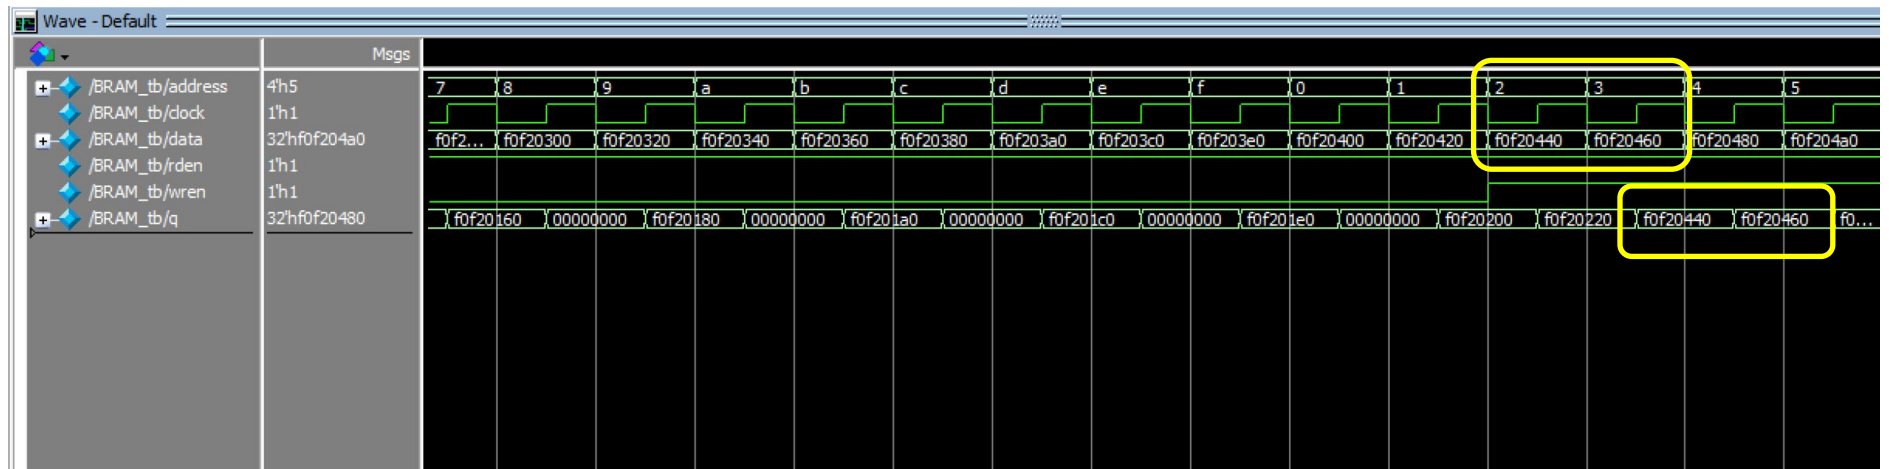 Wave - Default
Msgs
/BRAM_tb/address 4'h5 7 8 9 a b c d e f 0 1 2 3 4 5
/BRAM_tb/clock 1'h1
/BRAM_tb/data 32'hf0f204a0 f0f2... f0f20300 f0f20320 f0f20340 f0f20360 f0f20380 f0f203a0 f0f203c0 f0f203e0 f0f20400 f0f20420 f0f20440 f0f20460 f0f20480 f0f204a0
/BRAM_tb/rden 1'h1
/BRAM_tb/wren 1'h1
/BRAM_tb/q 32'hf0f20480 f0f20160 00000000 f0f20180 00000000 f0f201a0 00000000 f0f201c0 00000000 f0f201e0 00000000 f0f20200 f0f20220 f0f20440 f0f20460 f0...